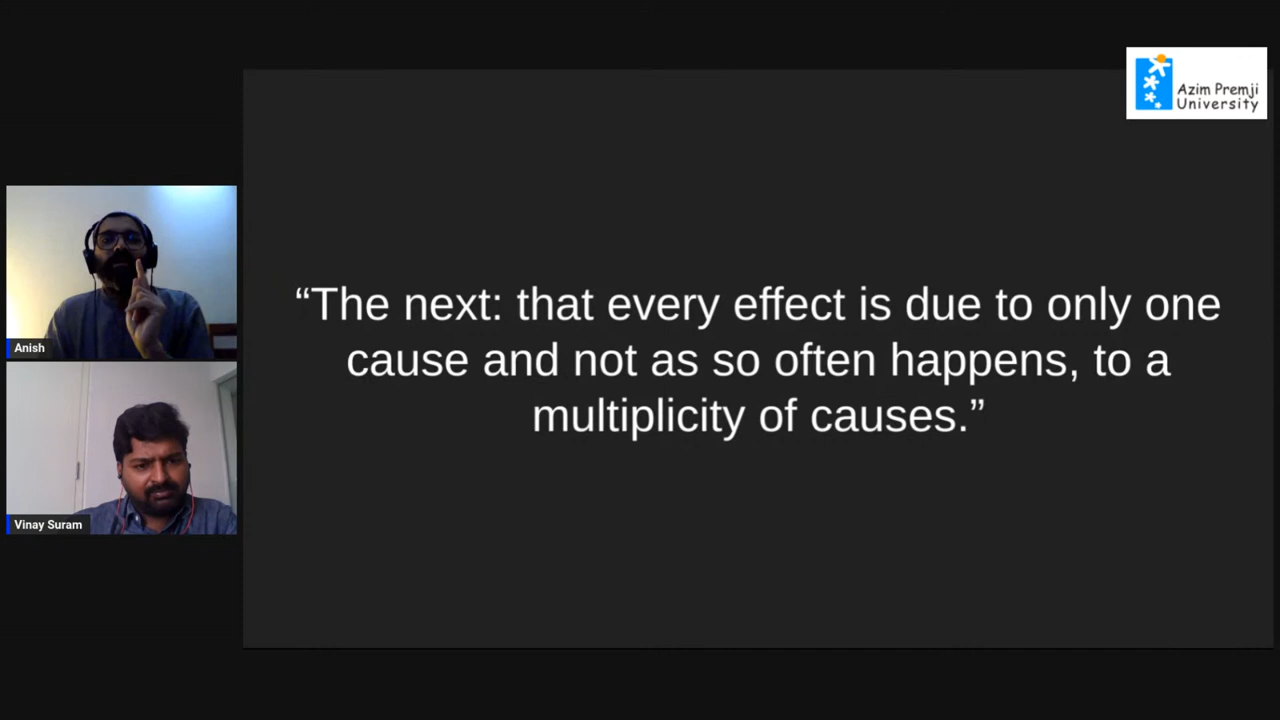 Azim Premji
University
Anish
Vinay Suram
“The next: that every effect is due to only one
cause and not as so often happens, to a
multiplicity of causes.”